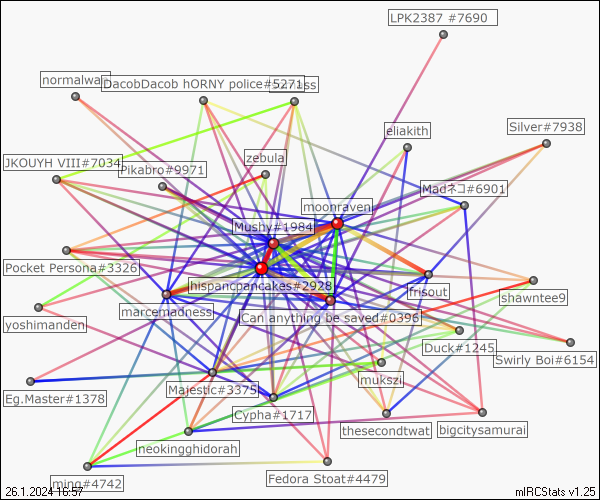 LPK2387 #7690
normalwan
DacobDacob hORNY police#5271
eliakith
Silver#7938
zebula
JKOUYH VIII#7034
Pikabro#9971
Madネコ#6901
moonraven
Mushy#1984
Pocket Persona#3326
hispanicpancakes#2928
frisout
shawntee9
marcemadness
Can anything be saved#0396
yoshimanden
Duck#1245
Swirly Boi#6154
mukszi
Majestic#3375
Eg.Master#1378
Cypha#1717
thesecondtwat
bigcitysamurai
neokingghidorah
ming#4742
Fedora Stoat#4479
26.1.2024 16:57
mIRCStats v1.25